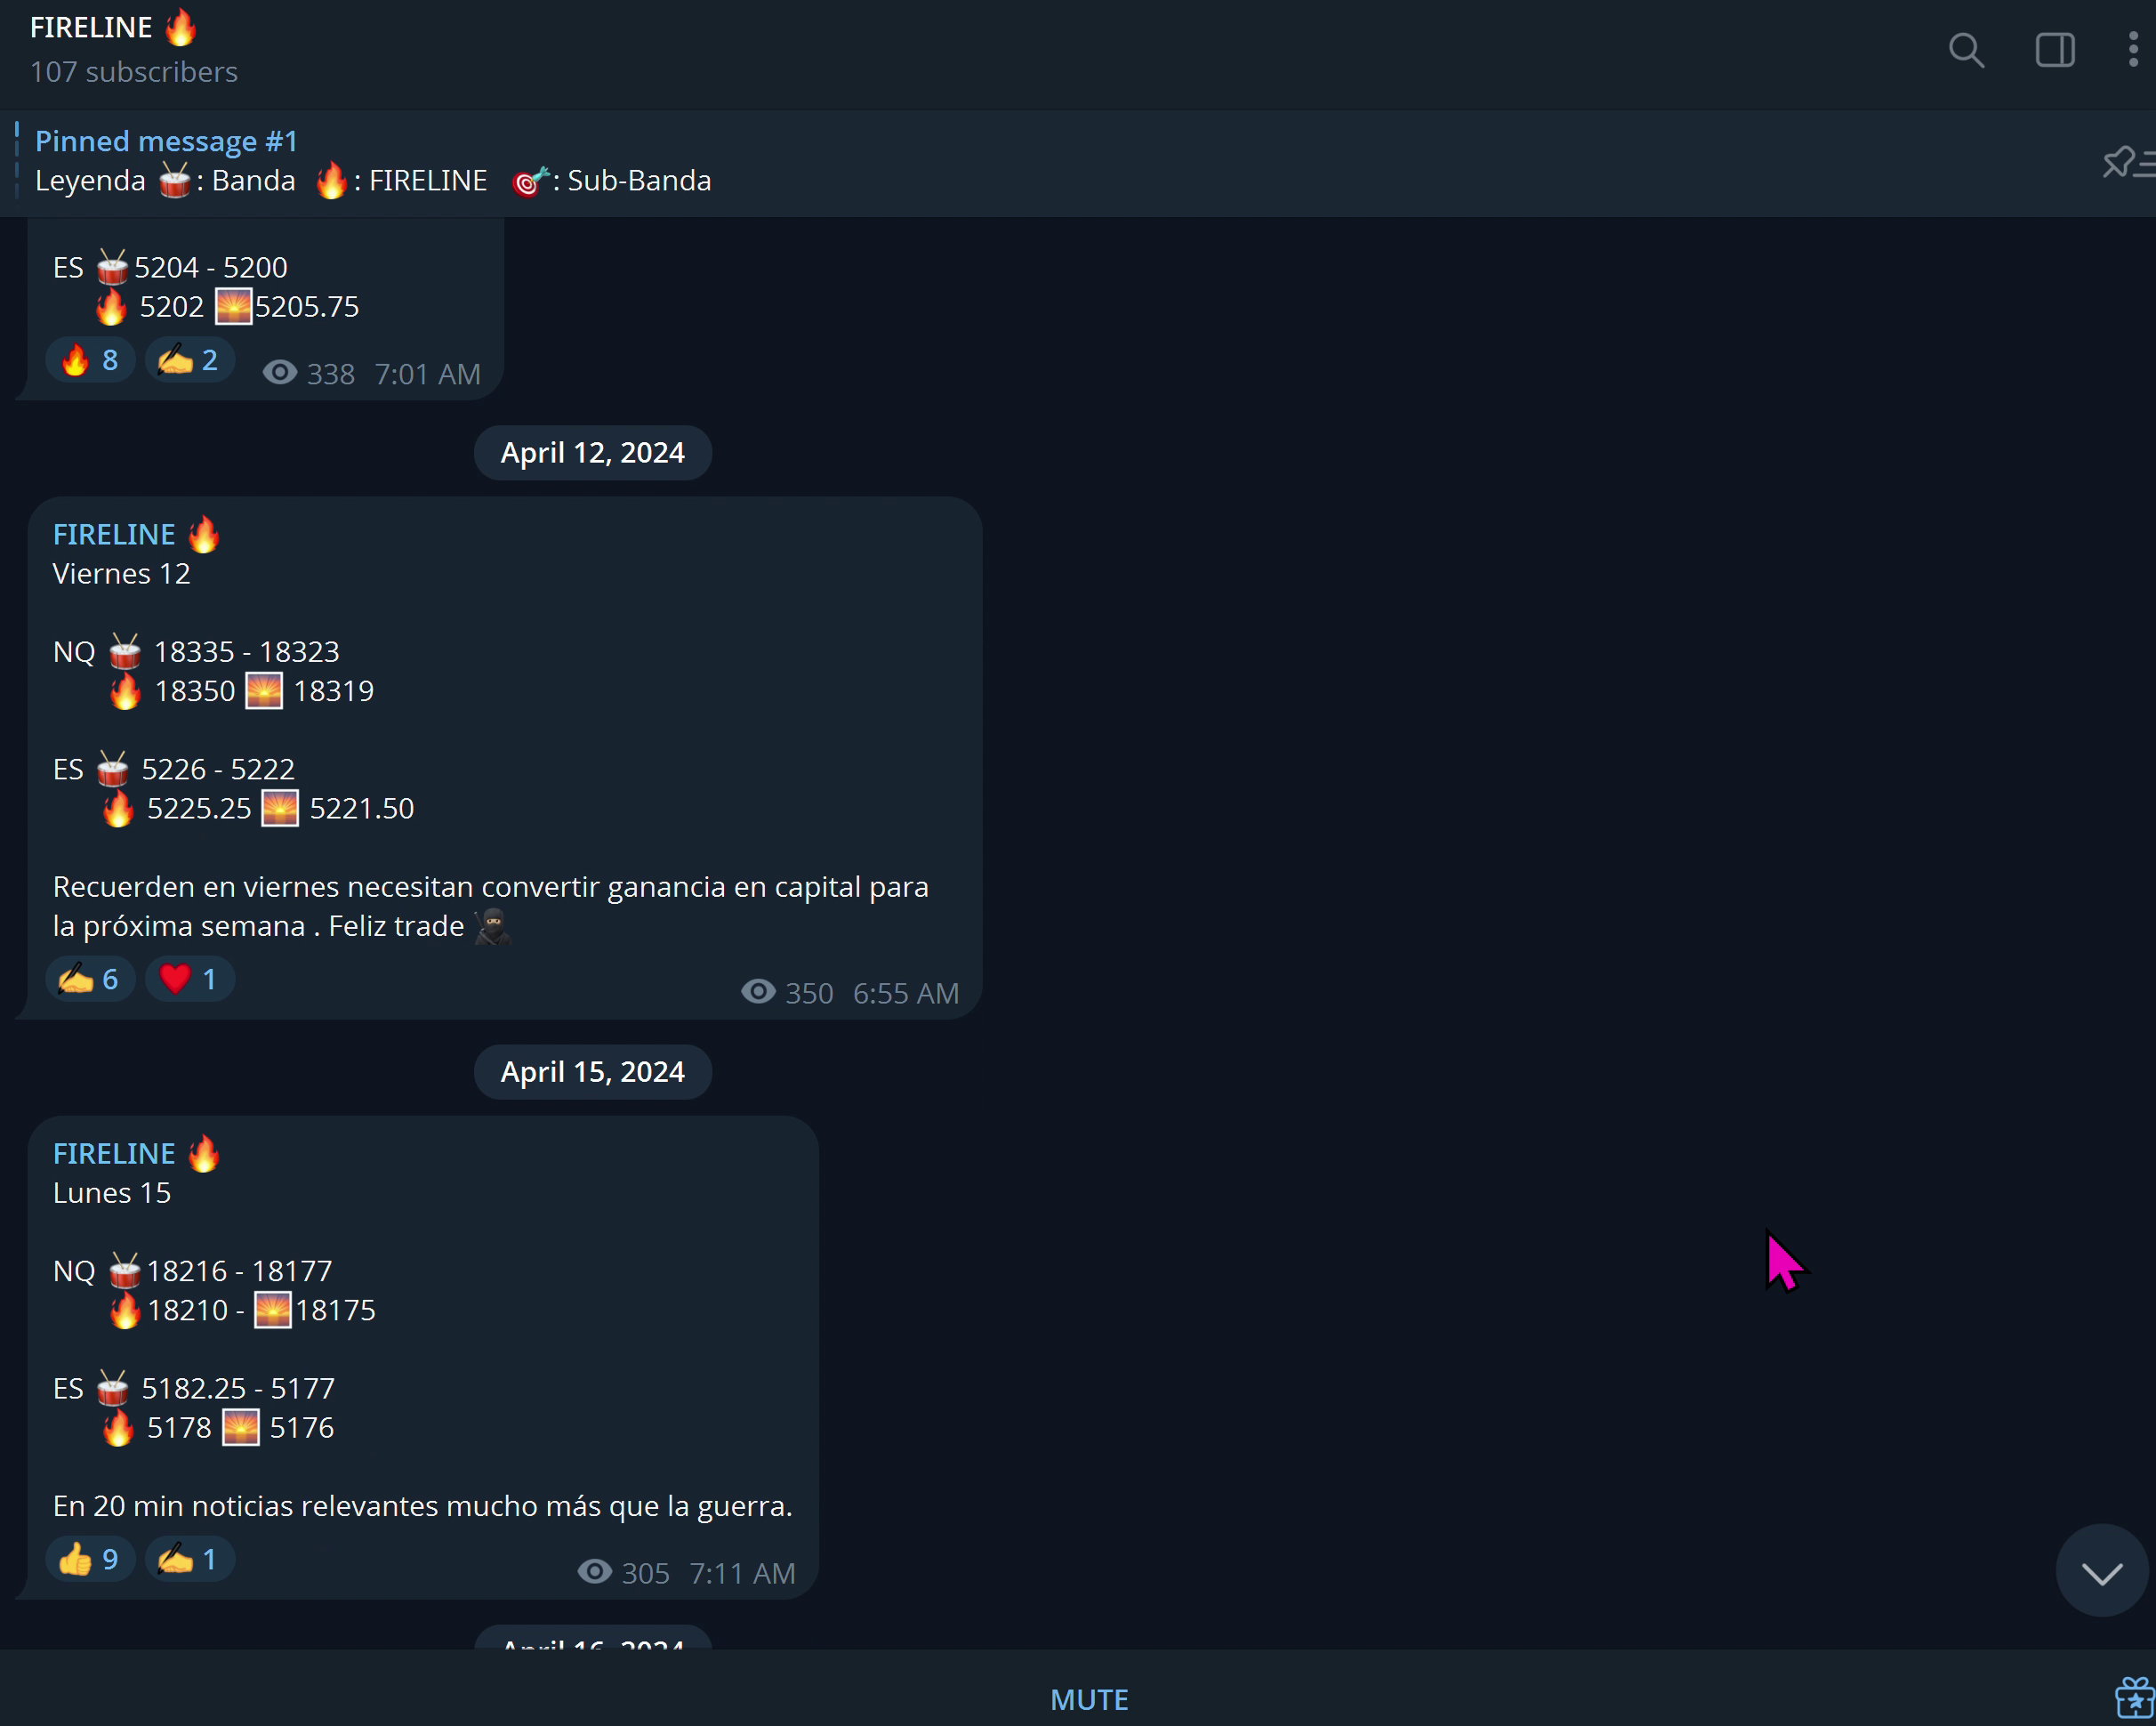 FIRELINE 🔥
107 subscribers
Pinned message #1
Leyenda 🥁: Banda 🔥: FIRELINE 🎯: Sub-Banda
ES 🥁5204 - 5200
🔥 5202 🌅5205.75
🔥 8 ✍️ 2 338 7:01 AM
April 12, 2024
FIRELINE 🔥
Viernes 12
NQ 🥁 18335 - 18323
🔥 18350 🌅 18319
ES 🥁 5226 - 5222
🔥 5225.25 🌅 5221.50
Recuerden en viernes necesitan convertir ganancia en capital para
la próxima semana . Feliz trade 🥷
✍️ 6 ❤️ 1 350 6:55 AM
April 15, 2024
FIRELINE 🔥
Lunes 15
NQ 🥁18216 - 18177
🔥18210 - 🌅18175
ES 🥁 5182.25 - 5177
🔥 5178 🌅 5176
En 20 min noticias relevantes mucho más que la guerra.
👍 9 ✍️ 1 305 7:11 AM
April 16, 2024
MUTE